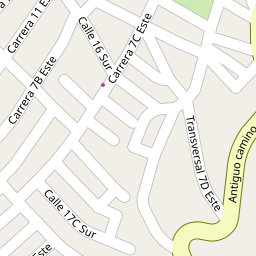 Carrera 11 Este
Calle 16 Sur
Carrera 7C Este
Carrera 7B Este
Transversal 7D Este
Antiguo camino
Calle 17C Sur